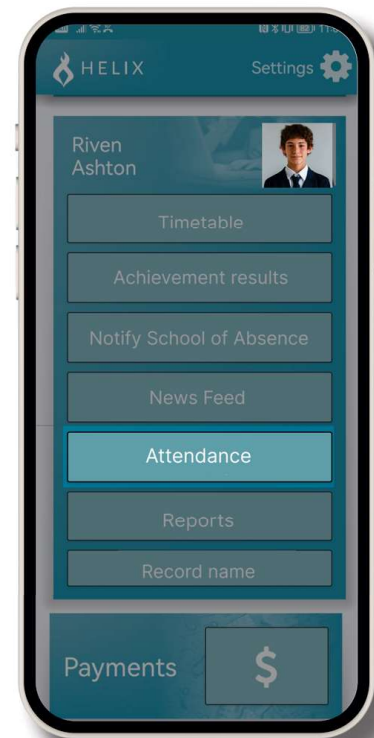 HELIX
Settings
Riven
Ashton
Timetable
Achievement results
Notify School of Absence
News Feed
Attendance
Reports
Record name
Payments
$